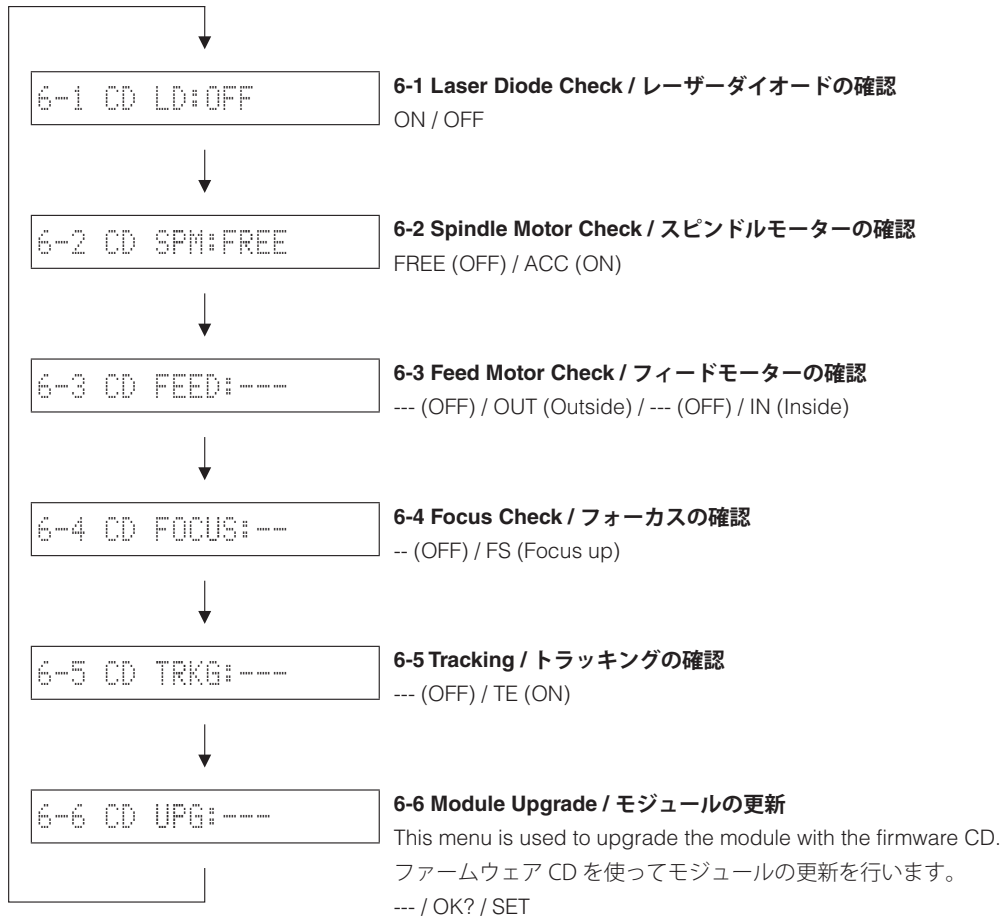 6-1 CD LD:OFF
6-1 Laser Diode Check / レーザーダイオードの確認
ON / OFF
6-2 CD SPM:FREE
6-2 Spindle Motor Check / スピンドルモーターの確認
FREE (OFF) / ACC (ON)
6-3 CD FEED:---
6-3 Feed Motor Check / フィードモーターの確認
--- (OFF) / OUT (Outside) / --- (OFF) / IN (Inside)
6-4 CD FOCUS:--
6-4 Focus Check / フォーカスの確認
-- (OFF) / FS (Focus up)
6-5 CD TRKG:---
6-5 Tracking / トラッキングの確認
--- (OFF) / TE (ON)
6-6 CD UPG:---
6-6 Module Upgrade / モジュールの更新
This menu is used to upgrade the module with the firmware CD.
ファームウェア CD を使ってモジュールの更新を行います。
--- / OK? / SET